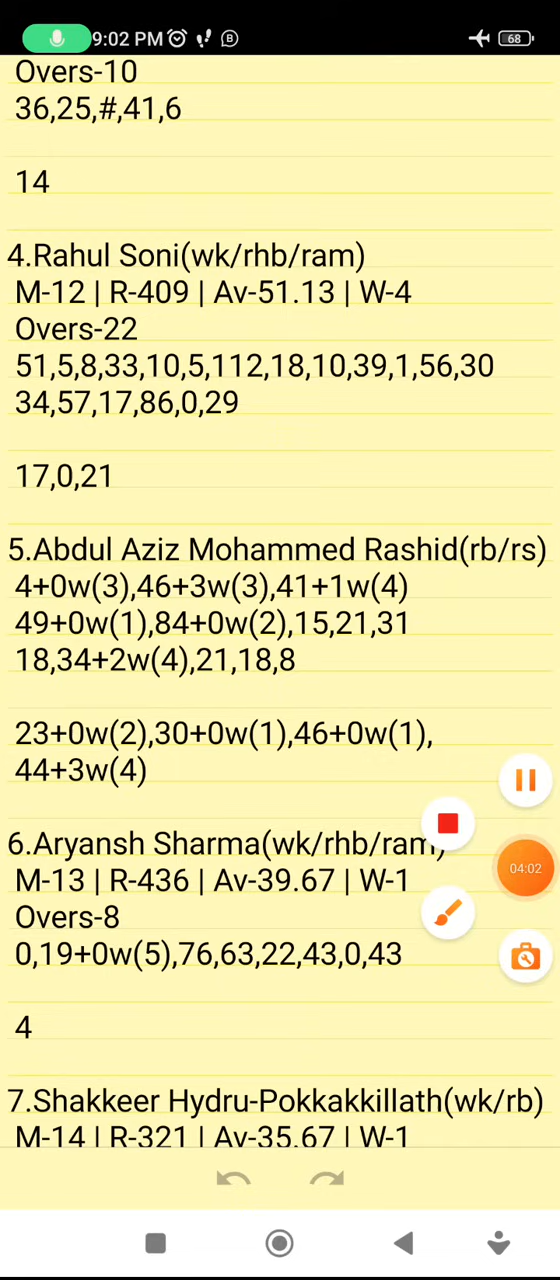 9:02 PM
68
Overs-10
36,25,#,41,6
14
4.Rahul Soni(wk/rhb/ram)
M-12 | R-409 | Av-51.13 | W-4
Overs-22
51,5,8,33,10,5,112,18,10,39,1,56,30
34,57,17,86,0,29
17,0,21
5.Abdul Aziz Mohammed Rashid(rb/rs)
4+0w(3),46+3w(3),41+1w(4)
49+0w(1),84+0w(2),15,21,31
18,34+2w(4),21,18,8
23+0w(2),30+0w(1),46+0w(1),
44+3w(4)
6.Aryansh Sharma(wk/rhb/ram)
M-13 | R-436 | Av-39.67 | W-1
04:02
Overs-8
0,19+0w(5),76,63,22,43,0,43
4
7.Shakkeer Hydru-Pokkakkillath(wk/rb)
M-14 | R-321 | Av-35.67 | W-1